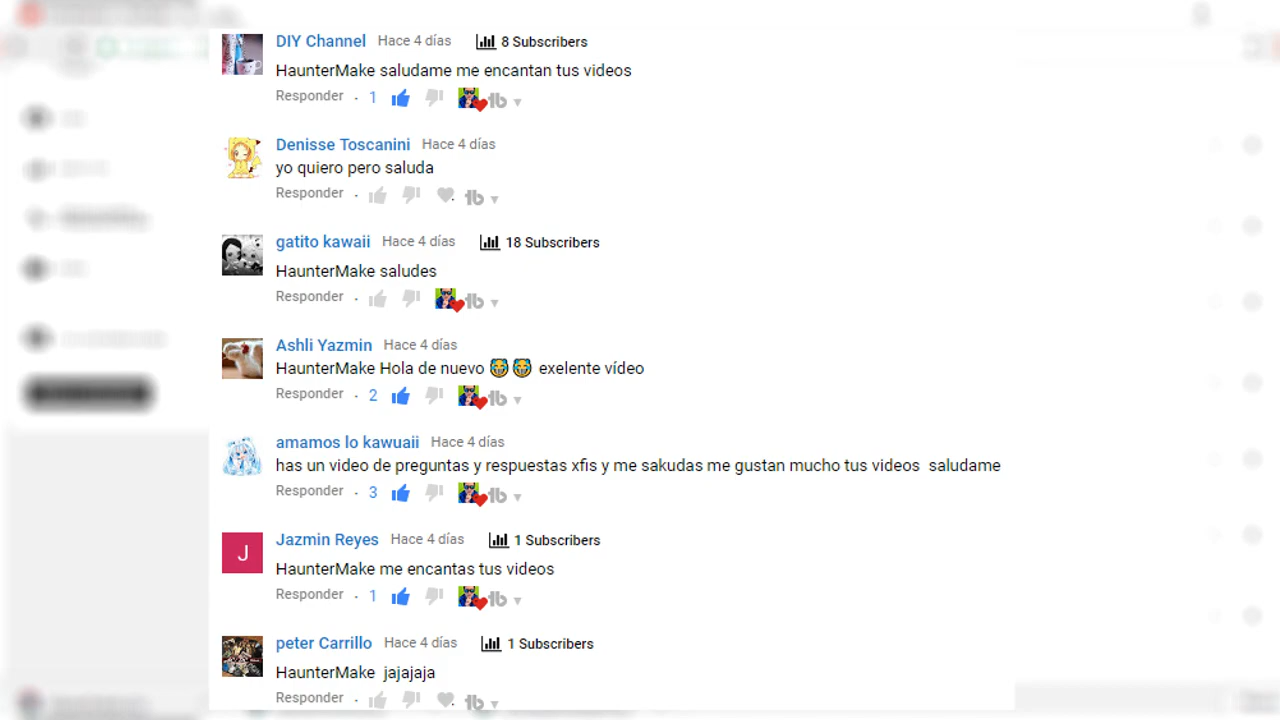 DIY Channel Hace 4 días 8 Subscribers
HaunterMake saludame me encantan tus videos
Responder . 1
Denisse Toscanini Hace 4 días
yo quiero pero saluda
Responder .
gatito kawaii Hace 4 días 18 Subscribers
HaunterMake saludes
Responder .
Ashli Yazmin Hace 4 días
HaunterMake Hola de nuevo 😹😹 exelente vídeo
Responder . 2
amamos lo kawuaii Hace 4 días
has un video de preguntas y respuestas xfis y me sakudas me gustan mucho tus videos saludame
Responder . 3
J
Jazmin Reyes Hace 4 días 1 Subscribers
HaunterMake me encantas tus videos
Responder . 1
peter Carrillo Hace 4 días 1 Subscribers
HaunterMake jajajaja
Responder .